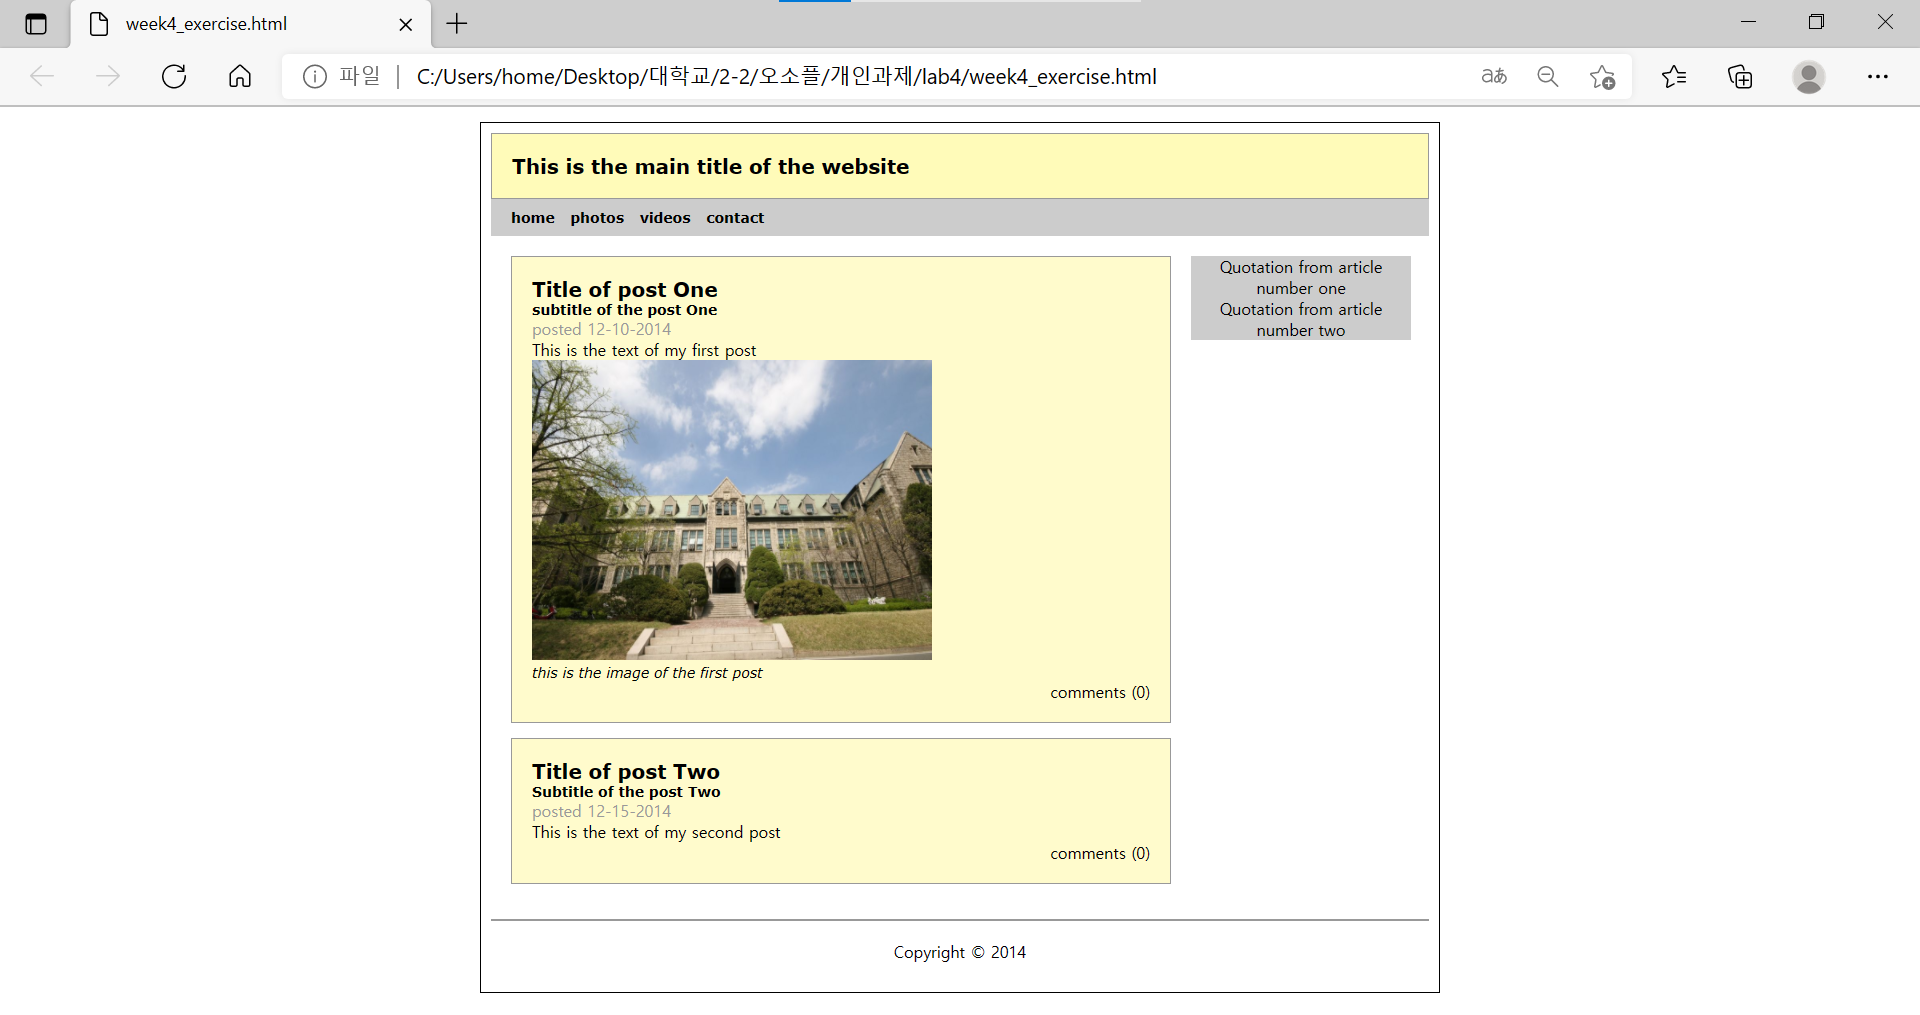 week4_exercise.html
파일 C:/Users/home/Desktop/대학교/2-2/오소플/개인과제/lab4/week4_exercise.html
aあ
This is the main title of the website
home photos videos contact
Title of post One
subtitle of the post One
posted 12-10-2014
This is the text of my first post
this is the image of the first post
comments (0)
Quotation from article
number one
Quotation from article
number two
Title of post Two
Subtitle of the post Two
posted 12-15-2014
This is the text of my second post
comments (0)
Copyright © 2014